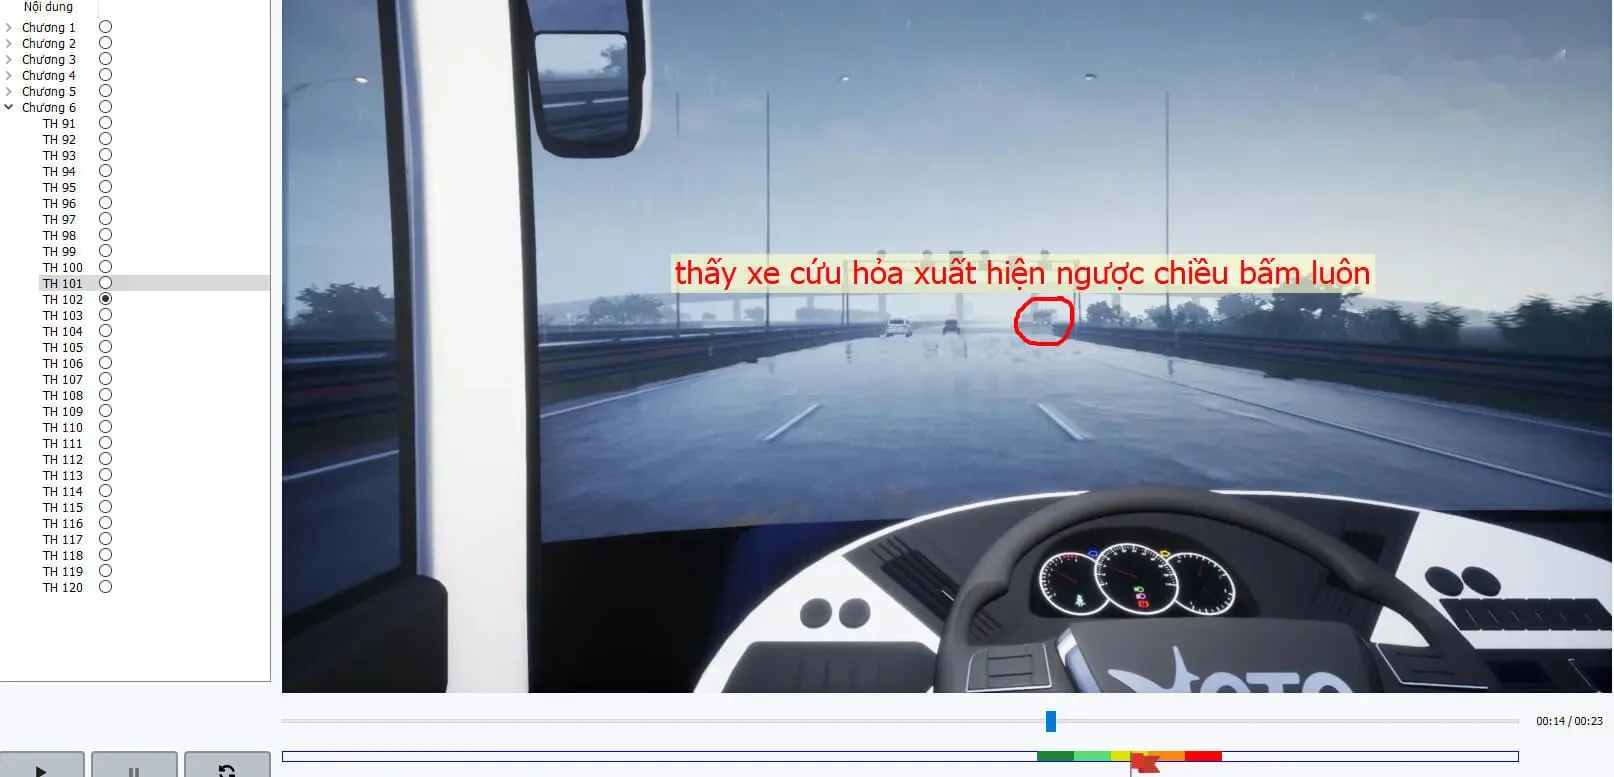 Nội dung
Chương 1
Chương 2
Chương 3
Chương 4
Chương 5
Chương 6
TH 91
TH 92
TH 93
TH 94
TH 95
TH 96
TH 97
TH 98
TH 99
TH 100
TH 101
TH 102
TH 103
TH 104
TH 105
TH 106
TH 107
TH 108
TH 109
TH 110
TH 111
TH 112
TH 113
TH 114
TH 115
TH 116
TH 117
TH 118
TH 119
TH 120
thấy xe cứu hỏa xuất hiện ngược chiều bấm luôn
00:14 / 00:23